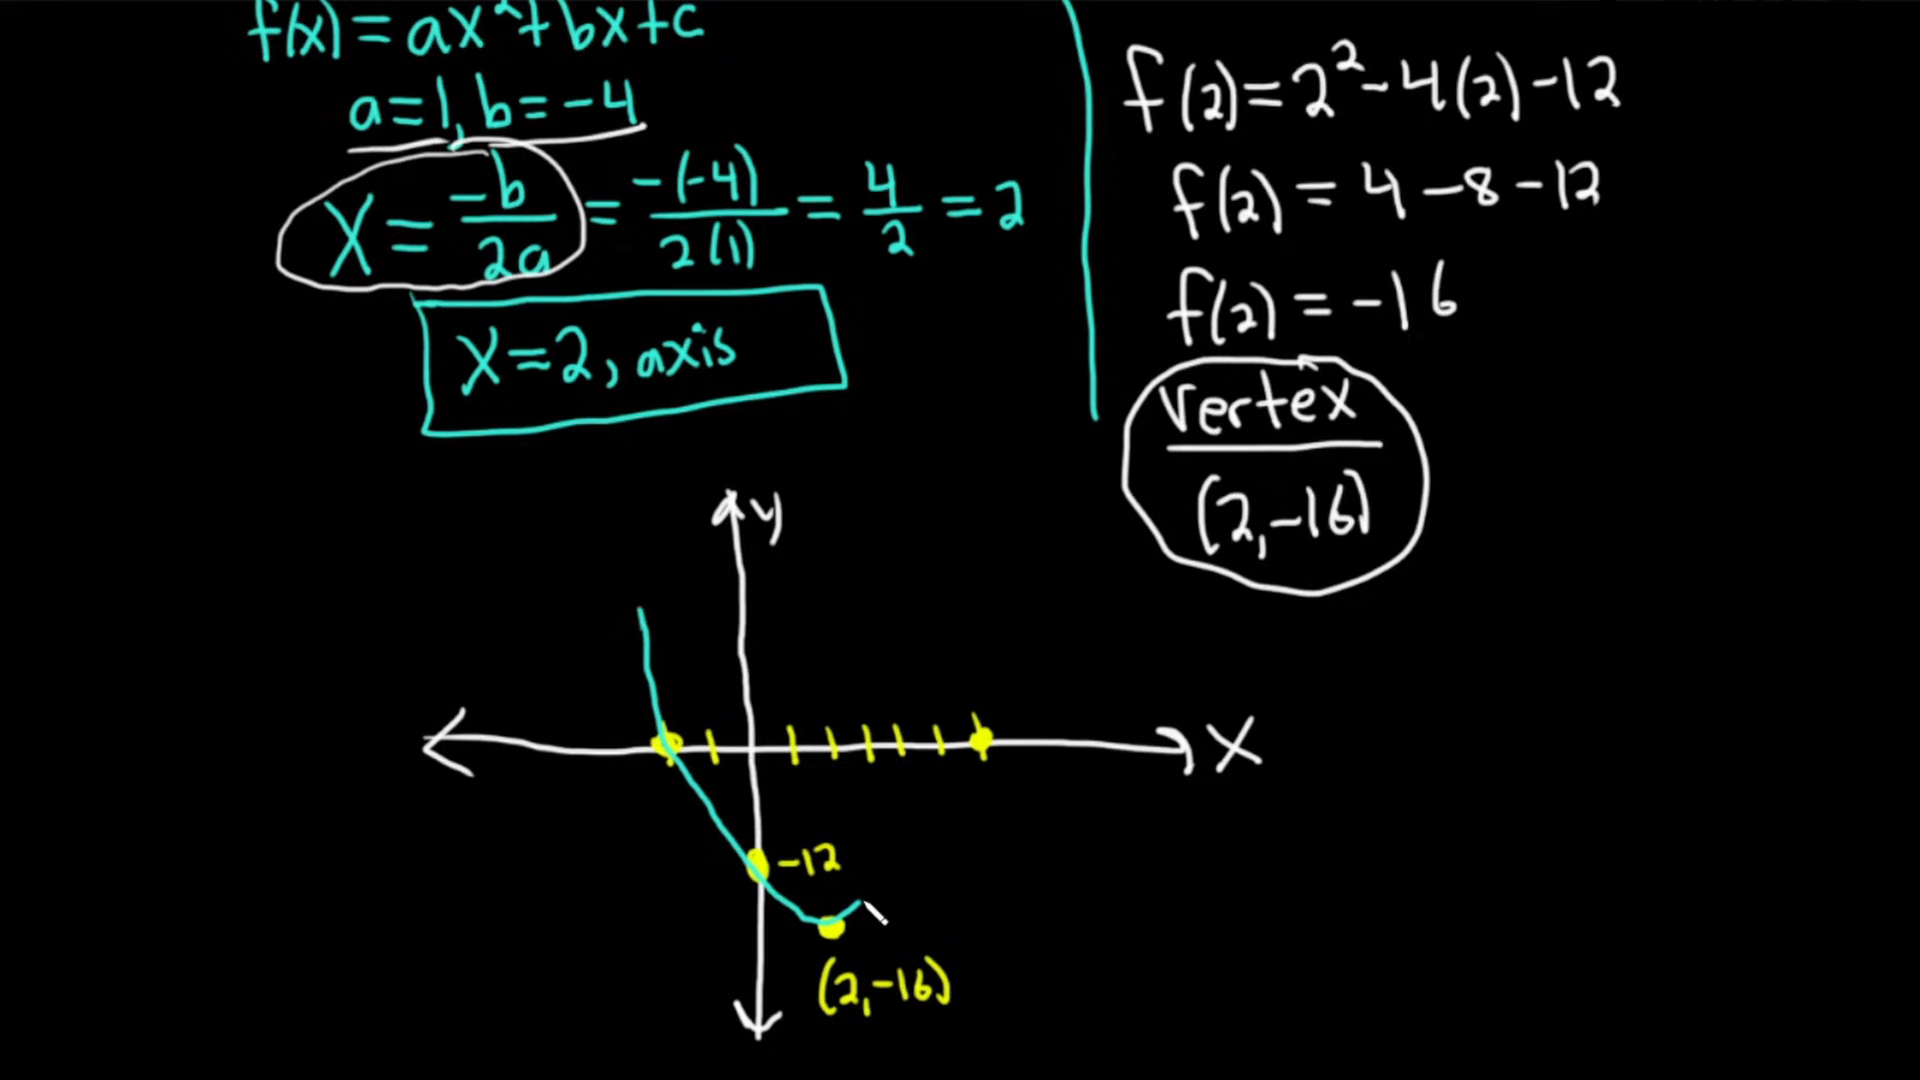 f(x) = ax²+bx+c
a=1, b=-4
x = -b/2a = -(-4)/2(1) = 4/2 = 2
x=2, axis
f(2)=2²-4(2)-12
f(2) = 4-8-12
f(2) = -16
vertex
(2,-16)
y
x
-12
(2,-16)